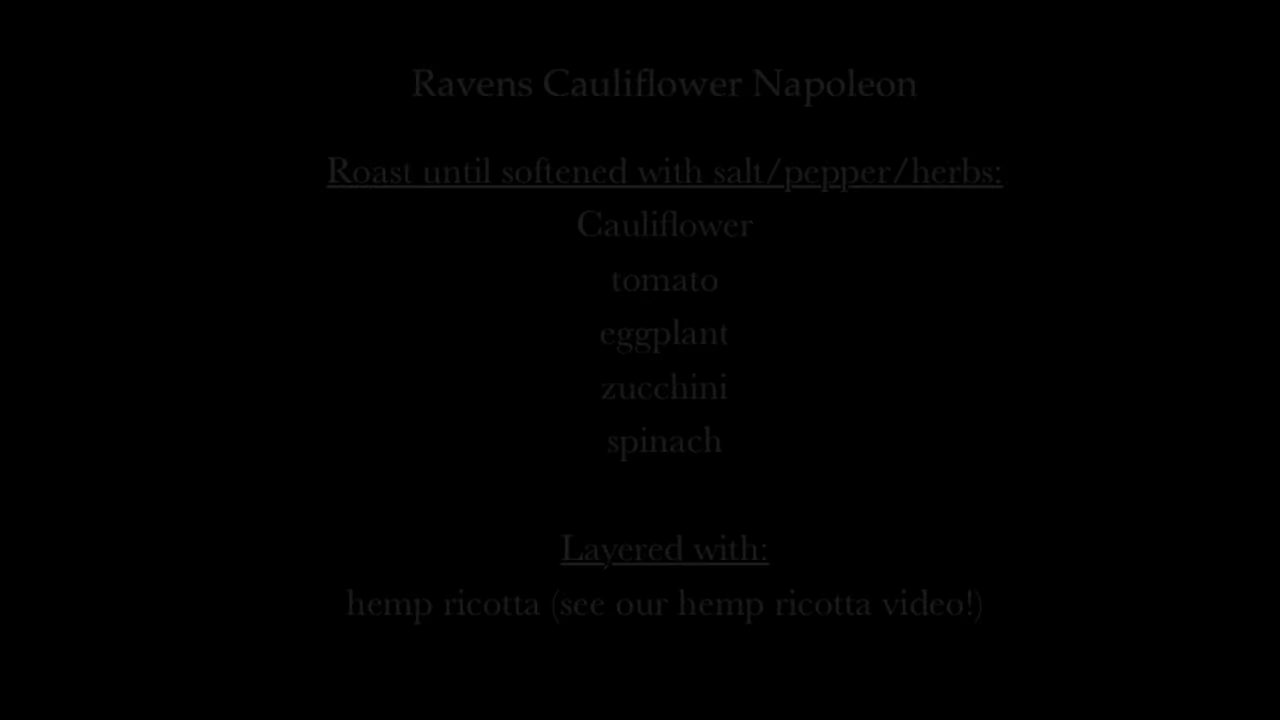 Ravens Cauliflower Napoleon
Roast until softened with salt/pepper/herbs:
Cauliflower
tomato
eggplant
zucchini
spinach
Layered with:
hemp ricotta (see our hemp ricotta video!)